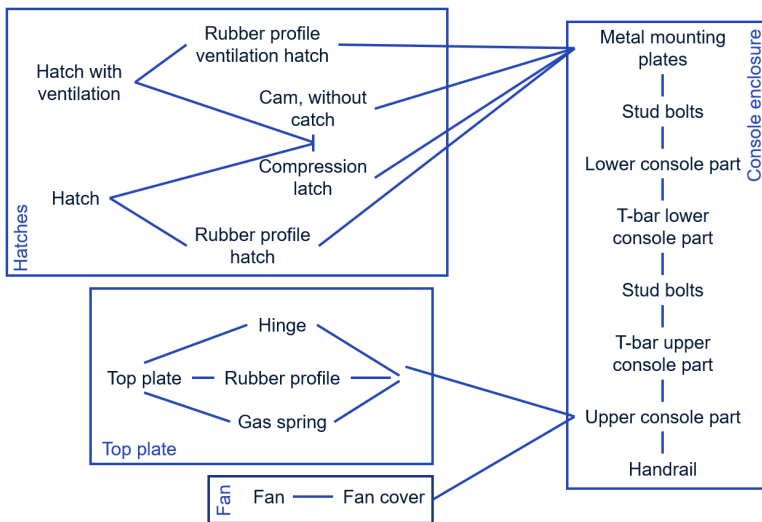 Rubber profile
ventilation hatch
Hatch with
ventilation
Cam, without
catch
Compression
latch
Hatch
Rubber profile
hatch
Hatches
Hinge
Top plate
Rubber profile
Gas spring
Top plate
Fan
Fan
Fan cover
Metal mounting
plates
Console enclosure
Stud bolts
Lower console part
T-bar lower
console part
Stud bolts
T-bar upper
console part
Upper console part
Handrail